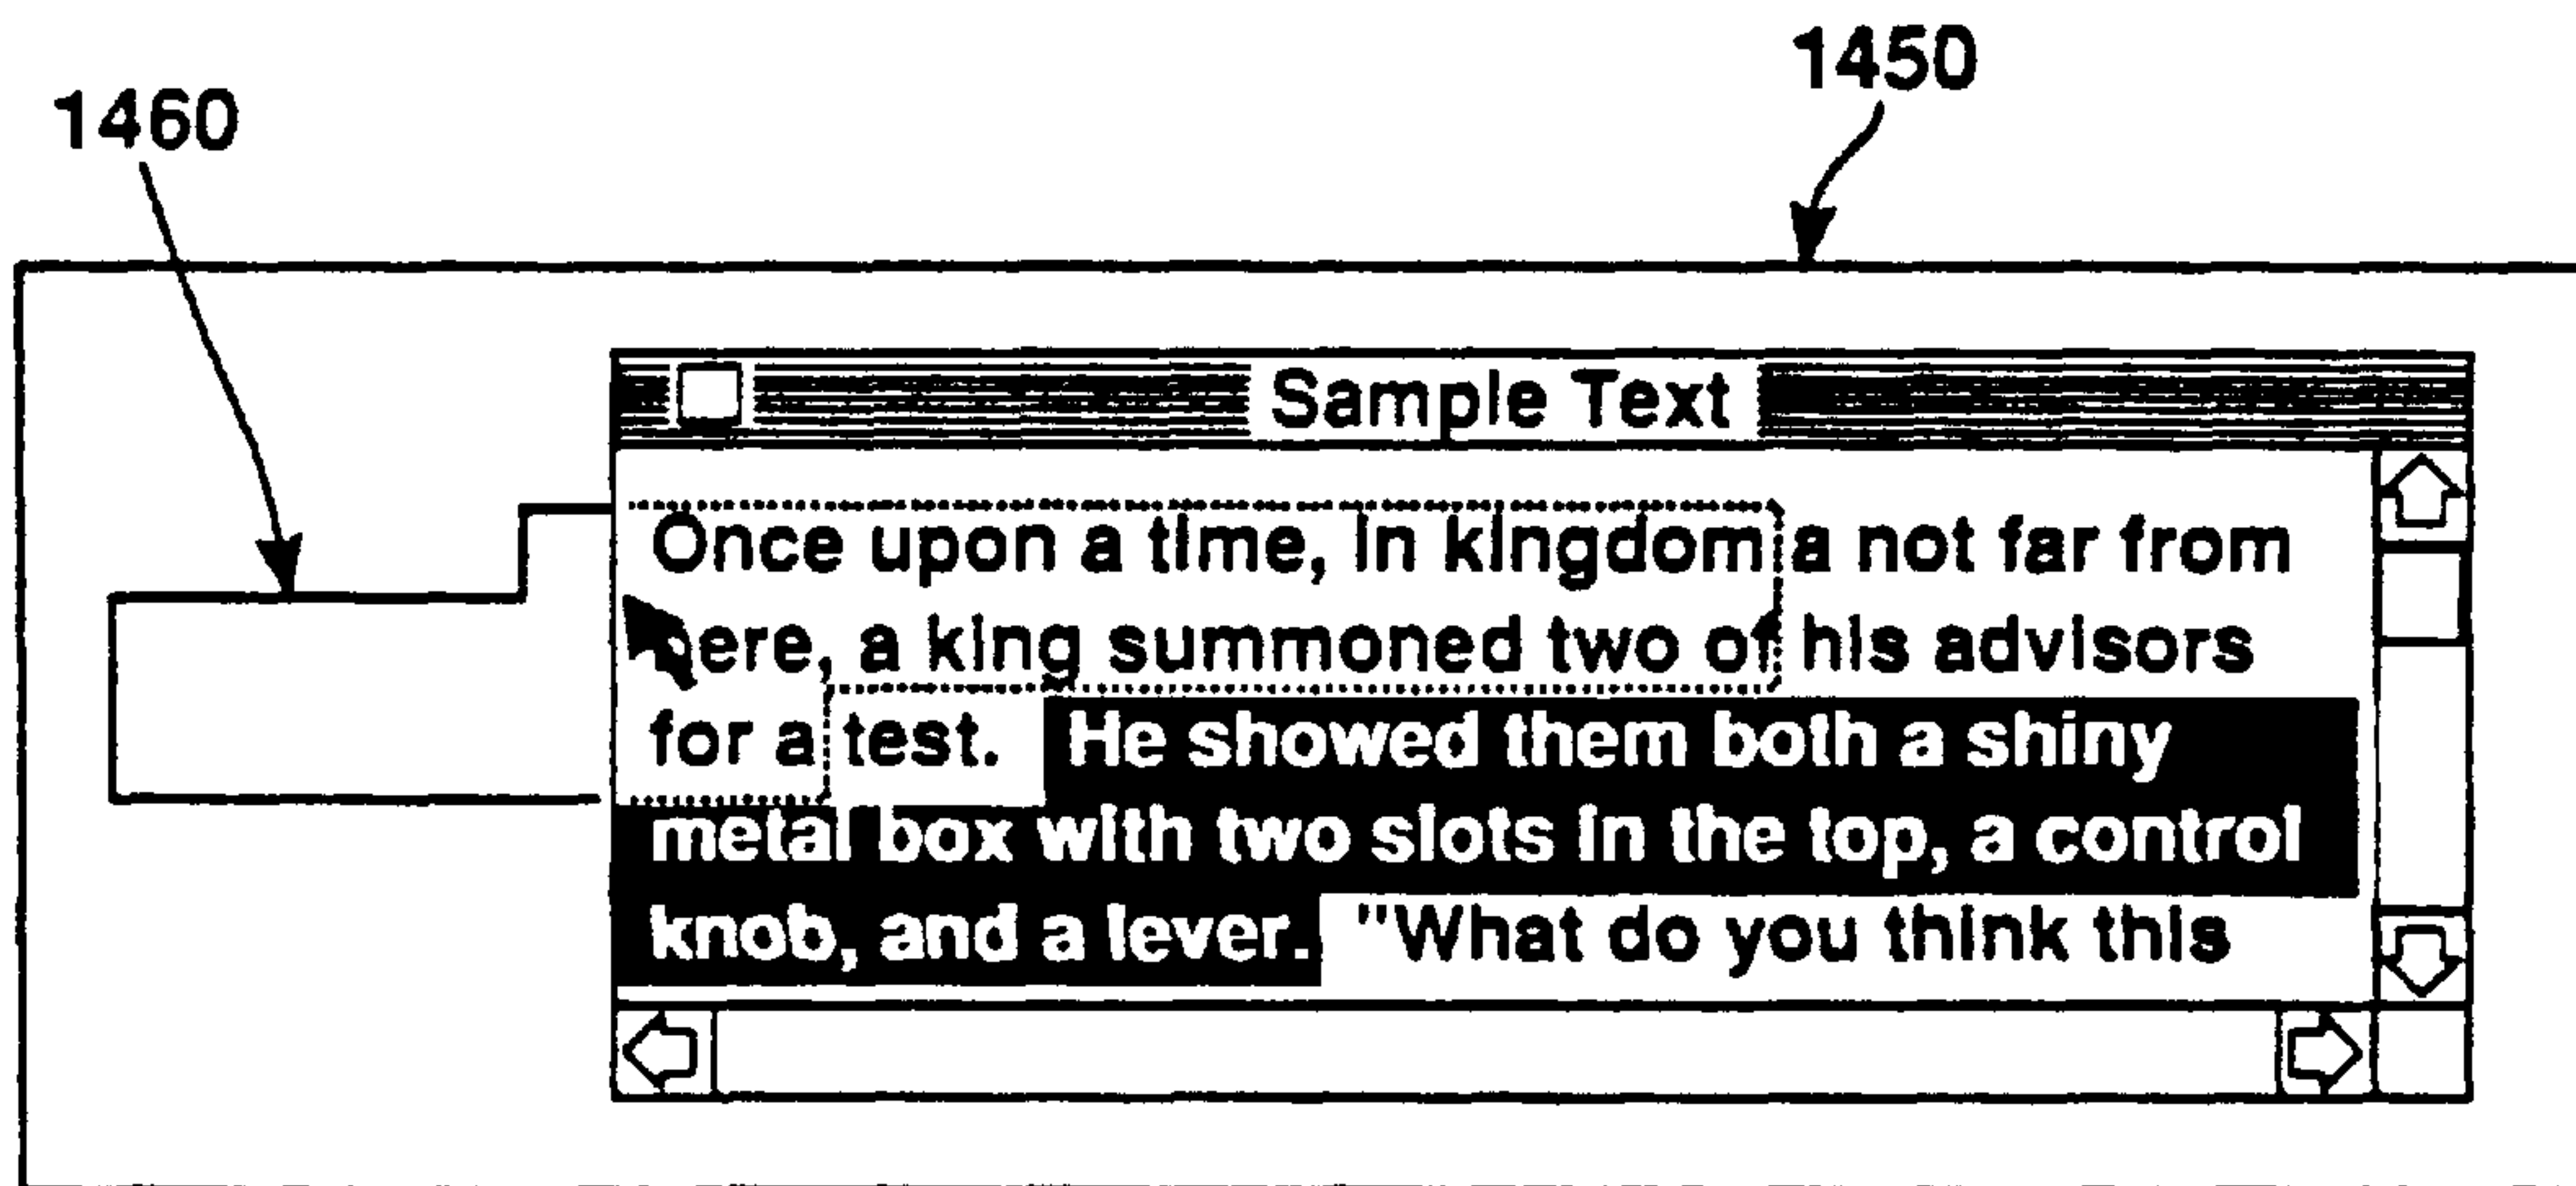 1450
1460
Sample Text
Once upon a time, in kingdom a not far from
here, a king summoned two of his advisors
for a test. He showed them both a shiny
metal box with two slots in the top, a control
knob, and a lever. "What do you think this